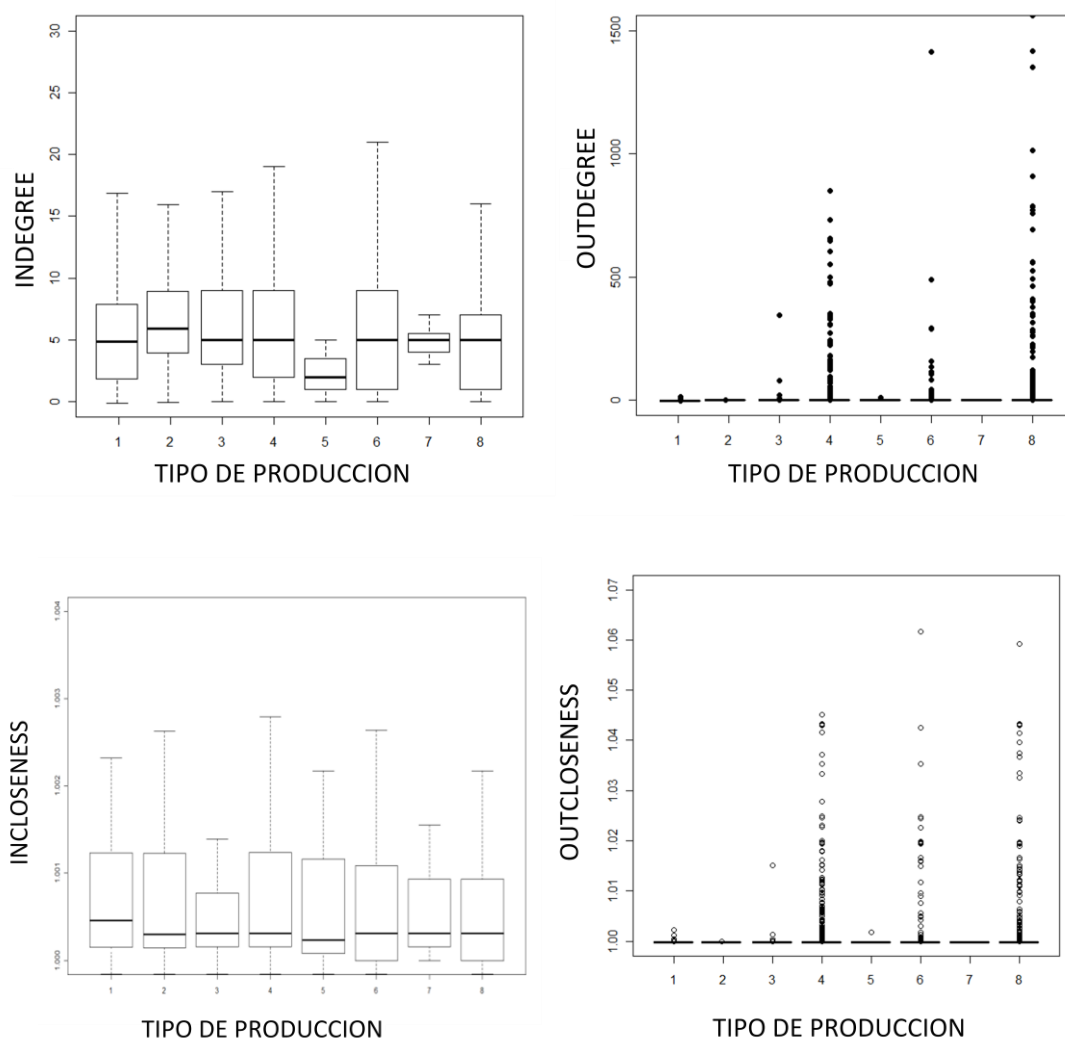 30
25
20
15
10
5
0
INDEGREE
1 2 3 4 5 6 7 8
TIPO DE PRODUCCION
1500
1000
500
0
OUTDEGREE
1 2 3 4 5 6 7 8
TIPO DE PRODUCCION
1.004
1.003
1.002
1.001
1.000
INCLOSENESS
1 2 3 4 5 6 7 8
TIPO DE PRODUCCION
1.07
1.06
1.05
1.04
1.03
1.02
1.01
1.00
OUTCLOSENESS
1 2 3 4 5 6 7 8
TIPO DE PRODUCCION